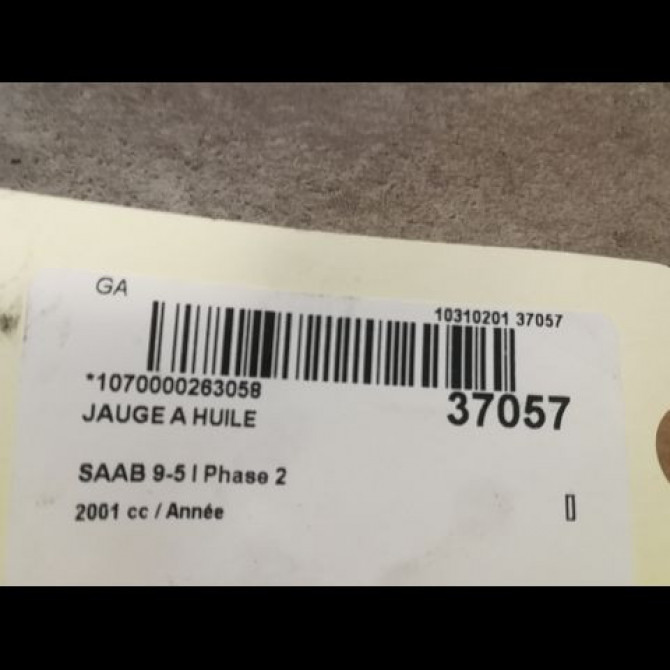 GA
10310201 37057
*1070000263058
37057
JAUGE A HUILE
SAAB 9-5 I Phase 2
2001 cc / Année